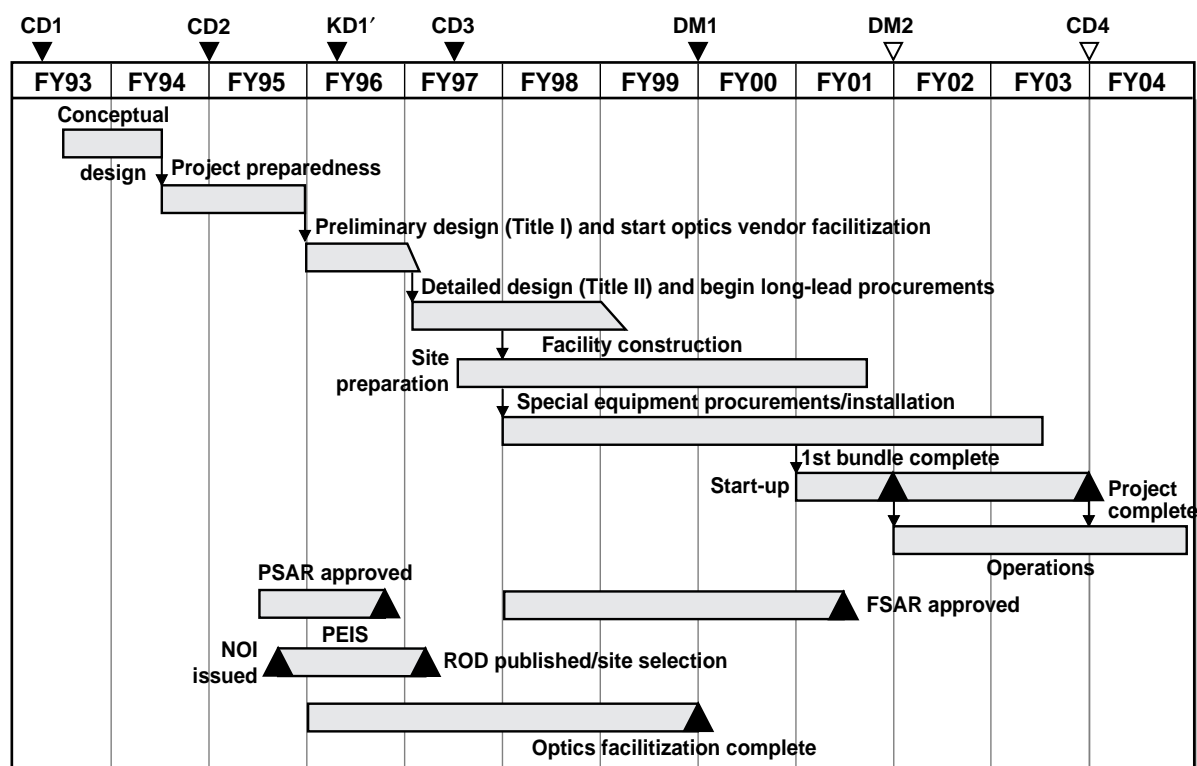 CD1 CD2 KD1′ CD3 DM1 DM2 CD4
FY93 FY94 FY95 FY96 FY97 FY98 FY99 FY00 FY01 FY02 FY03 FY04
Conceptual
design
Project preparedness
Preliminary design (Title I) and start optics vendor facilitization
Detailed design (Title II) and begin long-lead procurements
Facility construction
Site
preparation
Special equipment procurements/installation
1st bundle complete
Start-up
Project
complete
Operations
PSAR approved
FSAR approved
PEIS
NOI
issued
ROD published/site selection
Optics facilitization complete